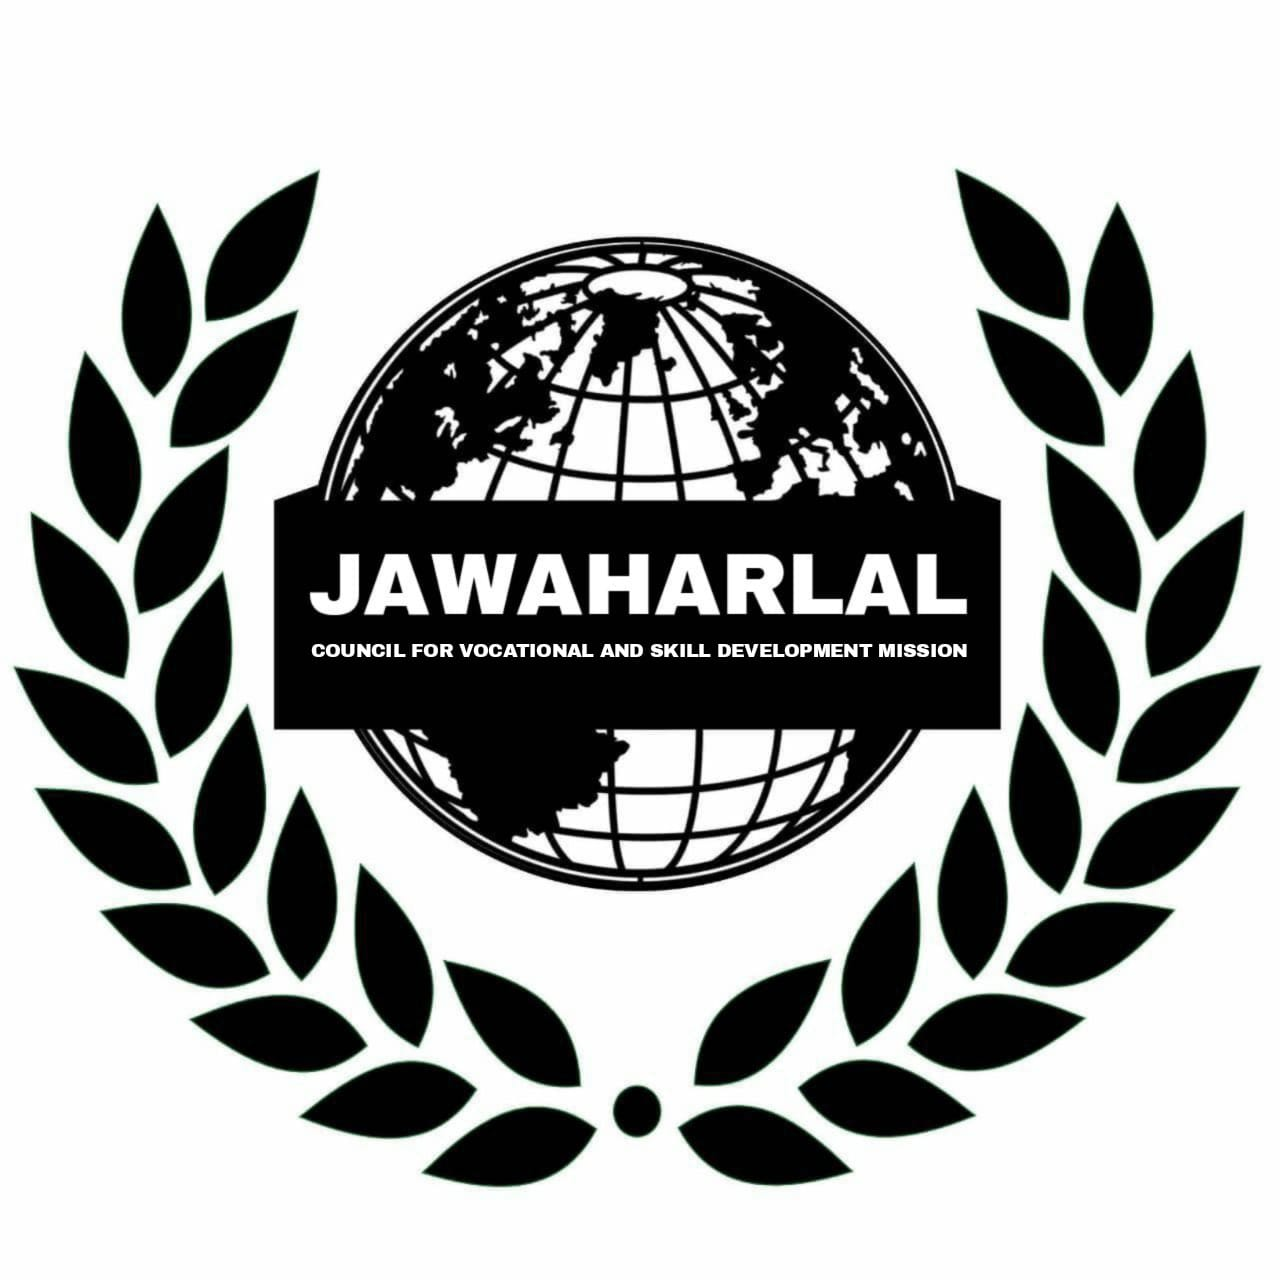 JAWAHARLAL
COUNCIL FOR VOCATIONAL AND SKILL DEVELOPMENT MISSION